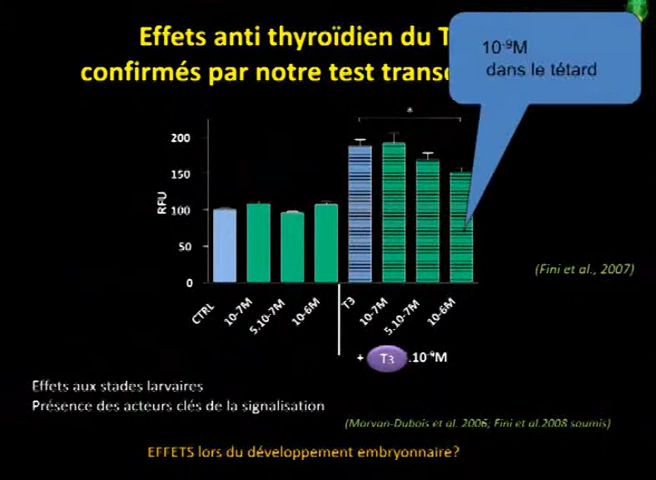 Effets anti thyroïdien du T
confirmés par notre test transc
10⁻⁹M
dans le tétard
*
RFU
200
150
100
50
0
CTRL
10-7M
5.10-7M
10-6M
T3
10-7M
5.10-7M
10-6M
+ T3 .10⁻⁹M
(Fini et al., 2007)
Effets aux stades larvaires
Présence des acteurs clés de la signalisation
(Morvan-Dubois et al. 2006; Fini et al.2008 soumis)
EFFETS lors du développement embryonnaire?